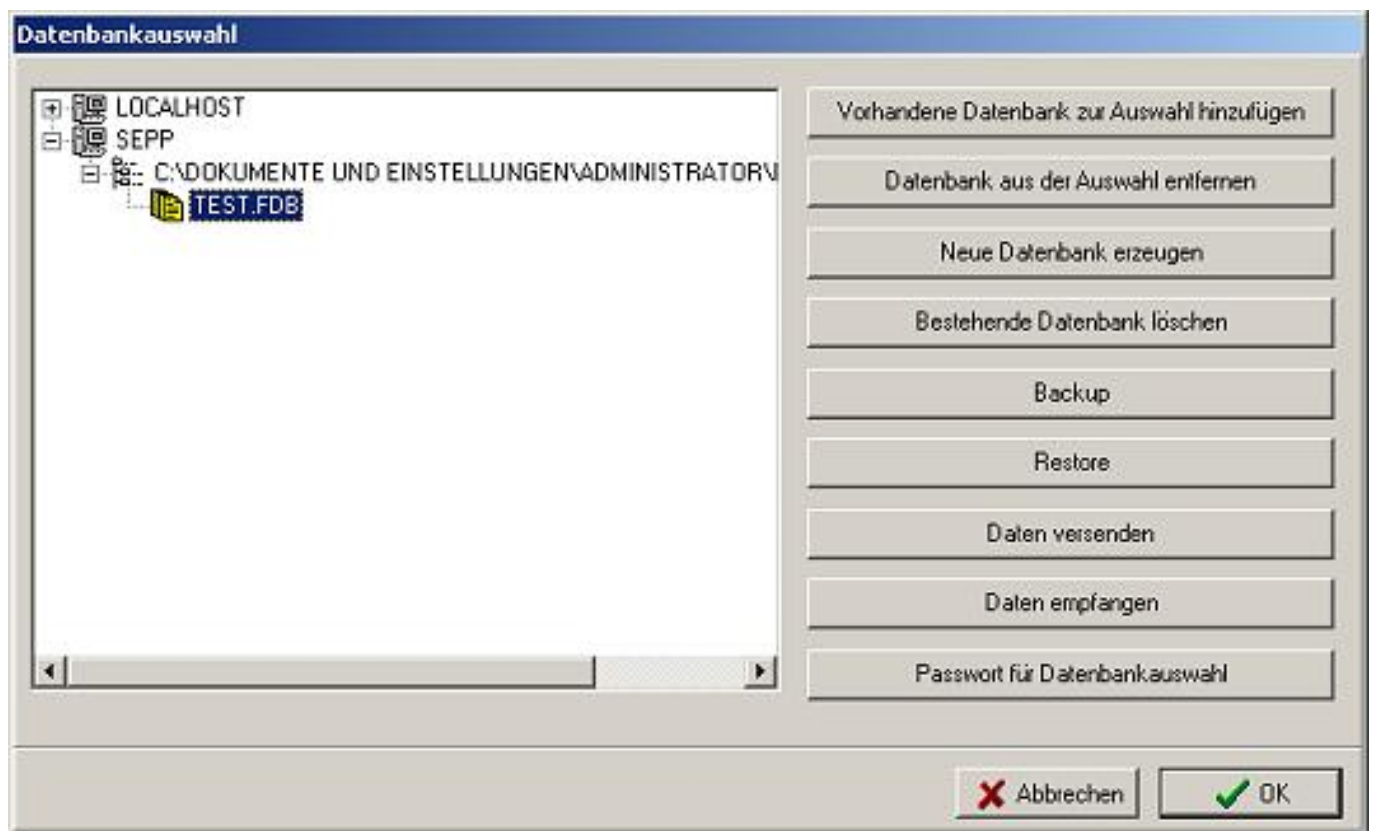 Datenbankauswahl
LOCALHOST
SEPP
C:\DOKUMENTE UND EINSTELLUNGEN\ADMINISTRATOR\
TEST.FDB
Vorhandene Datenbank zur Auswahl hinzufügen
Datenbank aus der Auswahl entfernen
Neue Datenbank erzeugen
Bestehende Datenbank löschen
Backup
Restore
Daten versenden
Daten empfangen
Passwort für Datenbankauswahl
Abbrechen
OK